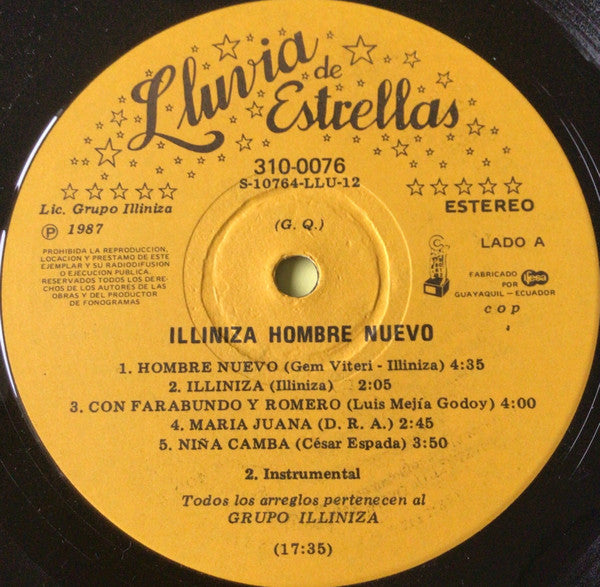 Lluvia de Estrellas
310-0076
S-10764-LLU-12
Lic. Grupo Illiniza
Ⓟ 1987
(G. Q.)
ESTEREO
PROHIBIDA LA REPRODUCCION,
LOCACION Y PRESTAMO DE ESTE
EJEMPLAR Y SU RADIODIFUSION
O EJECUCION PUBLICA.
RESERVADOS TODOS LOS DERE-
CHOS DE LOS AUTORES DE LAS
OBRAS Y DEL PRODUCTOR
DE FONOGRAMAS
LADO A
FABRICADO
POR
GUAYAQUIL - ECUADOR
cop
ILLINIZA HOMBRE NUEVO
1. HOMBRE NUEVO (Gem Viteri - Illiniza) 4:35
2. ILLINIZA (Illiniza) 2:05
3. CON FARABUNDO Y ROMERO (Luis Mejía Godoy) 4:00
4. MARIA JUANA (D. R. A.) 2:45
5. NIÑA CAMBA (César Espada) 3:50
2. Instrumental
Todos los arreglos pertenecen al
GRUPO ILLINIZA
(17:35)